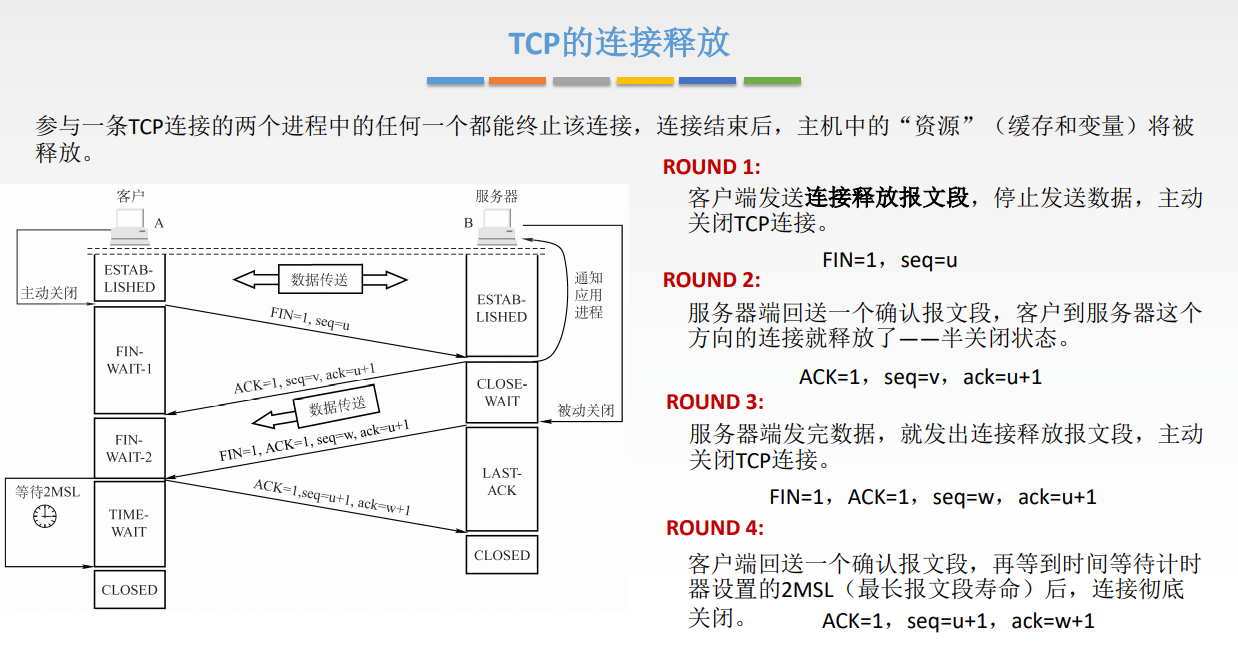 TCP的连接释放
参与一条TCP连接的两个进程中的任何一个都能终止该连接，连接结束后，主机中的“资源”（缓存和变量）将被
释放。
客户
服务器
A
B
ESTAB-
LISHED
数据传送
通知
应用
进程
主动关闭
ESTAB-
LISHED
FIN=1, seq=u
FIN-
WAIT-1
ACK=1, seq=v, ack=u+1
CLOSE-
WAIT
数据传送
被动关闭
FIN-
WAIT-2
FIN=1, ACK=1, seq=w, ack=u+1
LAST-
ACK
等待2MSL
ACK=1,seq=u+1, ack=w+1
TIME-
WAIT
CLOSED
CLOSED
ROUND 1:
客户端发送连接释放报文段，停止发送数据，主动
关闭TCP连接。
FIN=1，seq=u
ROUND 2:
服务器端回送一个确认报文段，客户到服务器这个
方向的连接就释放了——半关闭状态。
ACK=1，seq=v，ack=u+1
ROUND 3:
服务器端发完数据，就发出连接释放报文段，主动
关闭TCP连接。
FIN=1，ACK=1，seq=w，ack=u+1
ROUND 4:
客户端回送一个确认报文段，再等到时间等待计时
器设置的2MSL（最长报文段寿命）后，连接彻底
关闭。
ACK=1，seq=u+1，ack=w+1